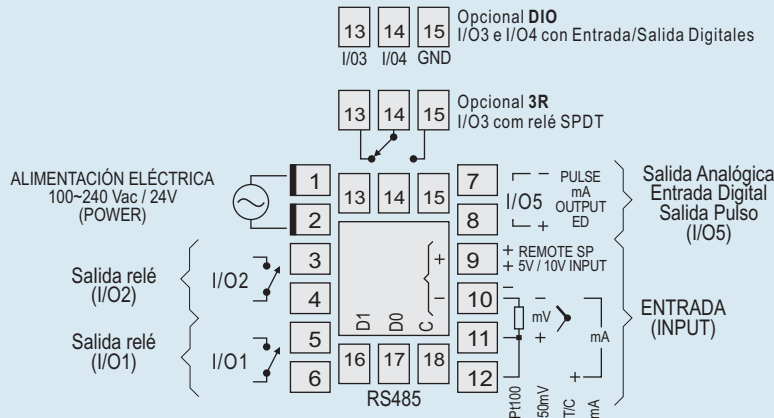 13 14 15
Opcional DIO
I/O3 e I/O4 con Entrada/Salida Digitales
I/03 I/04 GND
13 14 15
Opcional 3R
I/O3 com relé SPDT
ALIMENTACIÓN ELÉCTRICA
100~240 Vac / 24V
(POWER)
1
2
13 14 15
7
8
I/O5
− PULSE
mA
OUTPUT
+ ED
Salida Analógica
Entrada Digital
Salida Pulso
(I/O5)
Salida relé
(I/O2)
I/O2
3
4
+
−
D1 D0 C
9
+ REMOTE SP
+ 5V / 10V INPUT
10
−
−
mV
+
11
mA
+
12
ENTRADA
(INPUT)
Salida relé
(I/O1)
I/O1
5
6
16 17 18
RS485
Pt100
50mV
T/C
mA